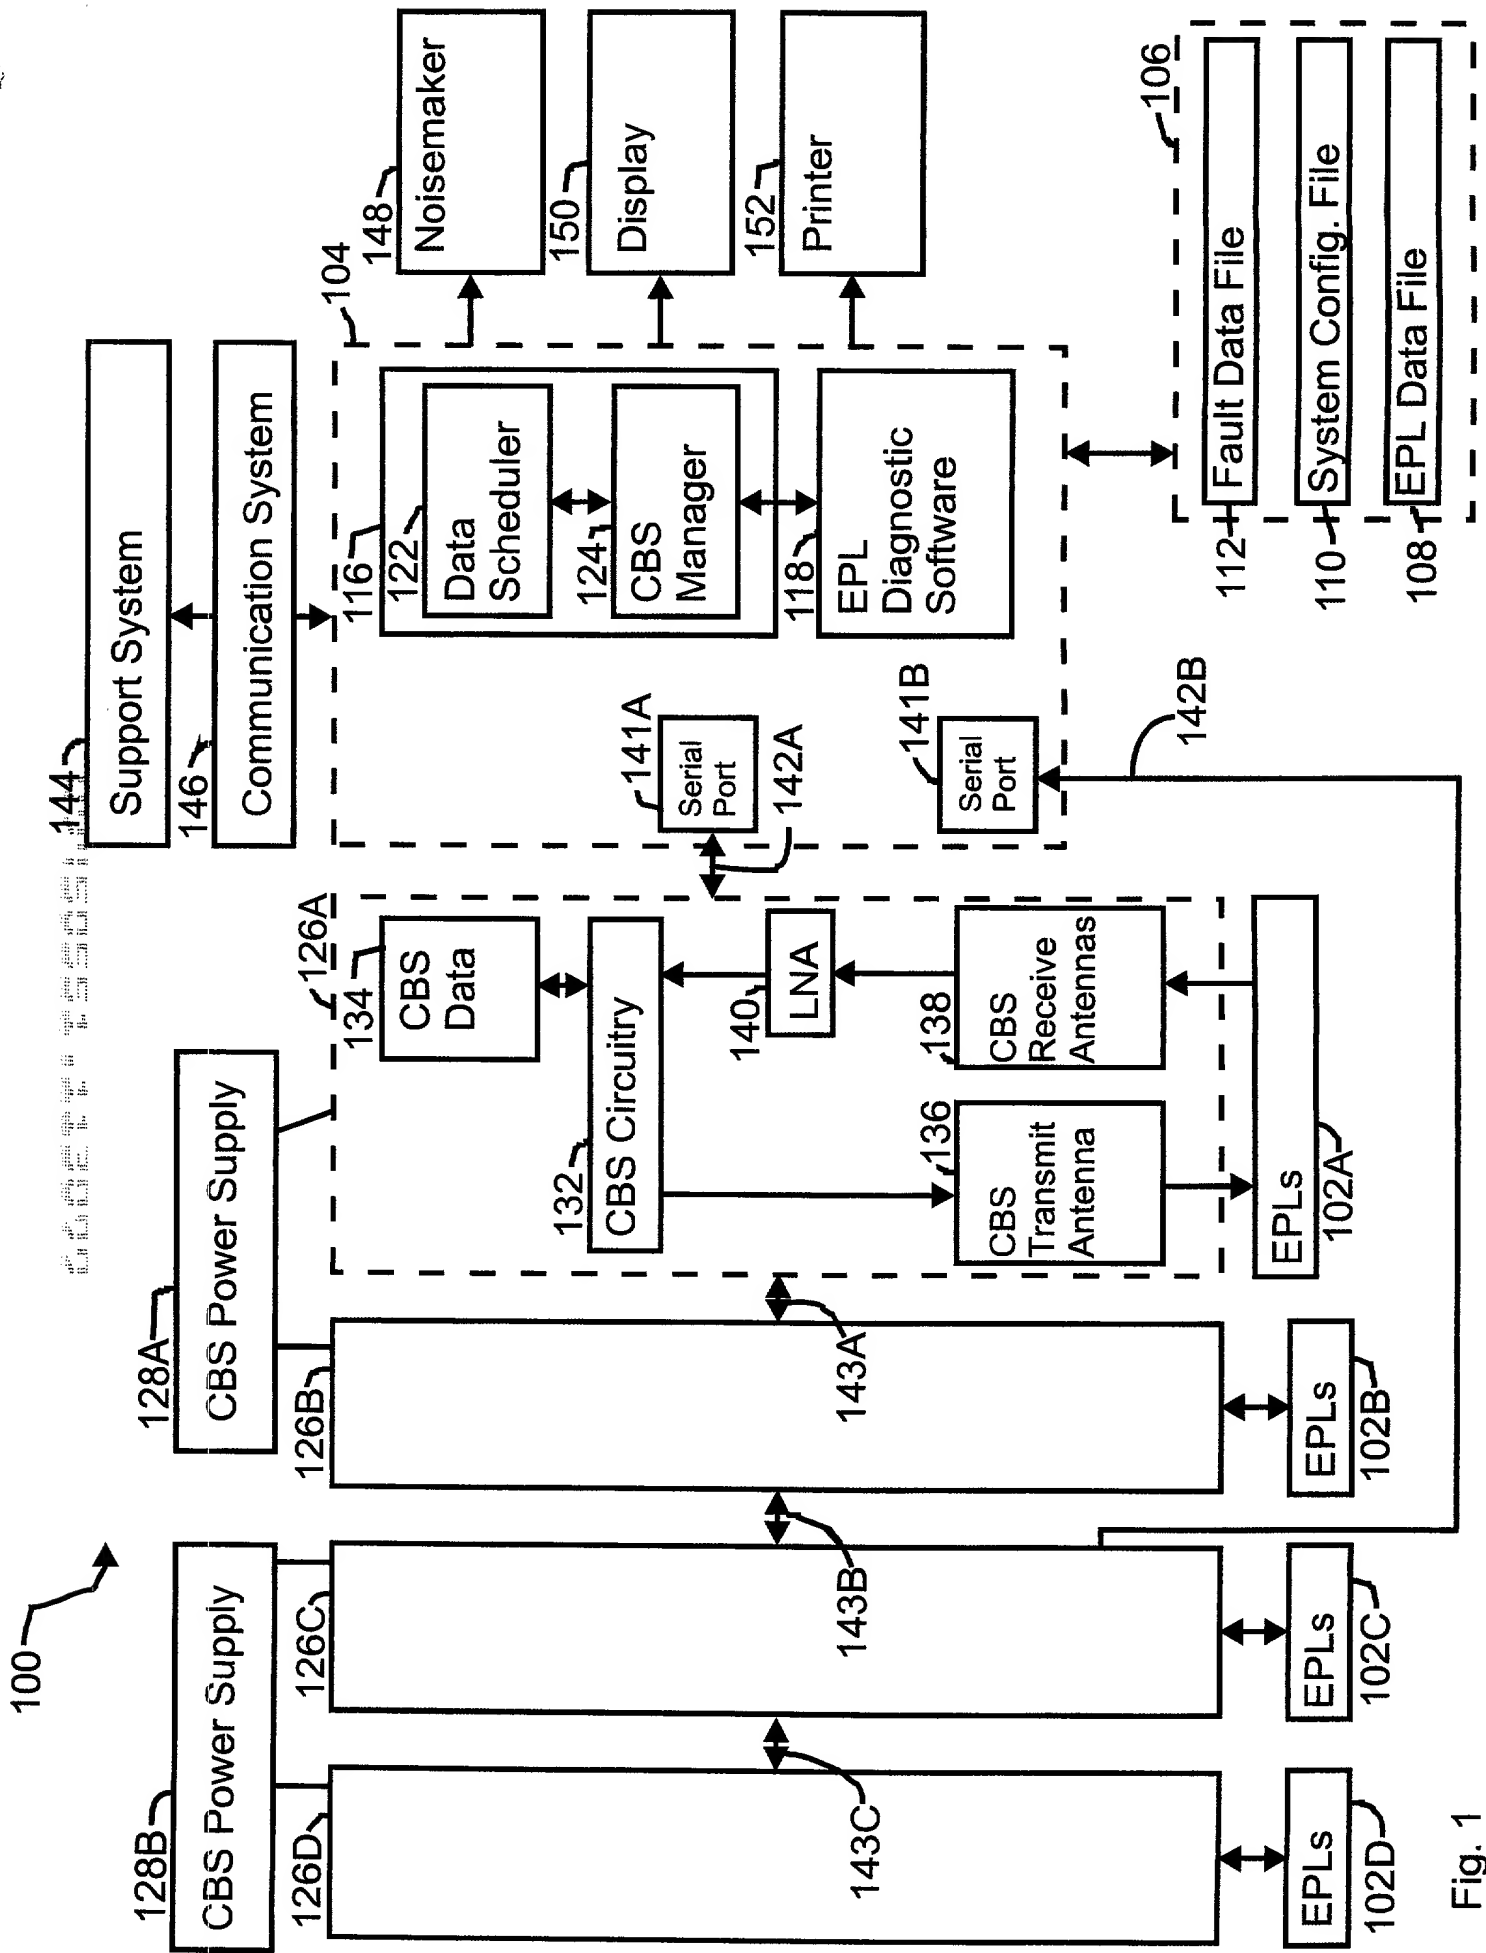 100
128B
CBS Power Supply
128A
CBS Power Supply
144
Support System
146
Communication System
126D
126C
126B
126A
134
CBS
Data
132
CBS Circuitry
140
LNA
136
CBS
Transmit
Antenna
138
CBS
Receive
Antennas
143C
143B
143A
142A
141A
Serial
Port
141B
Serial
Port
142B
104
116
122
Data
Scheduler
124
CBS
Manager
118
EPL
Diagnostic
Software
148
Noisemaker
150
Display
152
Printer
106
112
Fault Data File
110
System Config. File
108
EPL Data File
EPLs
102D
EPLs
102C
EPLs
102B
EPLs
102A
Fig. 1